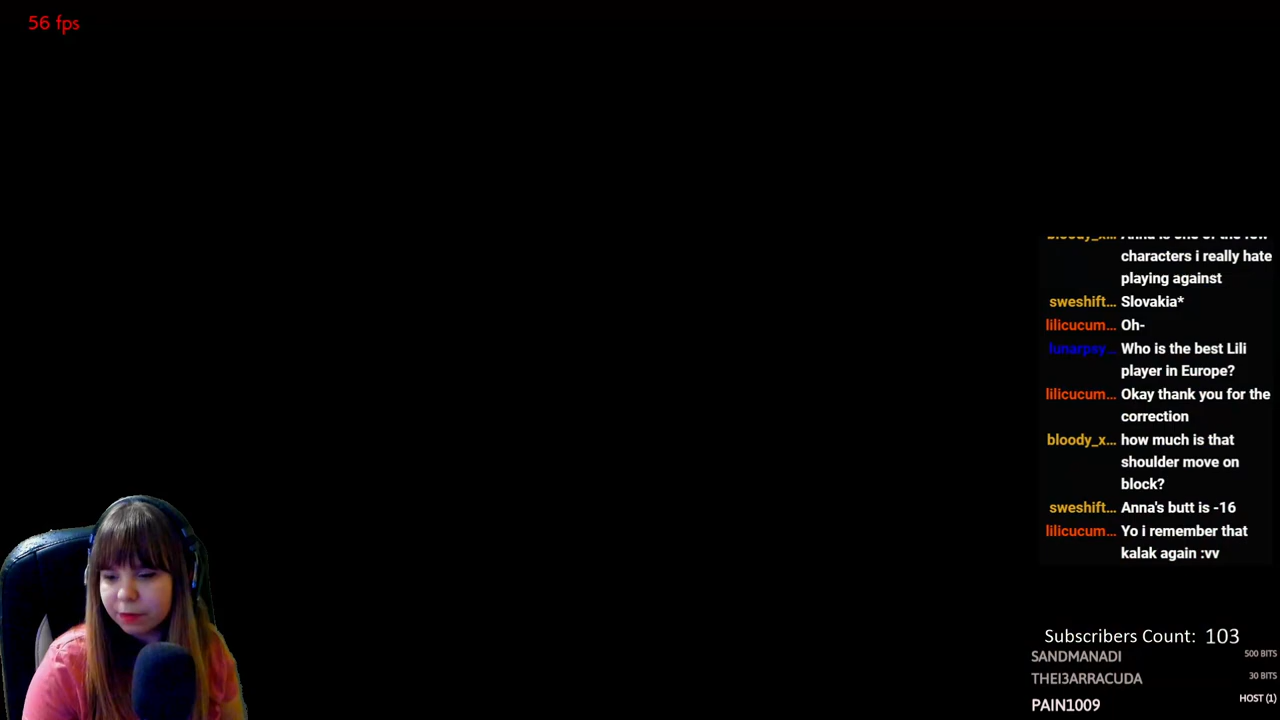 56 fps
characters i really hate
playing against
sweshift... Slovakia*
lilicucum... Oh-
lunarpsy... Who is the best Lili
player in Europe?
lilicucum... Okay thank you for the
correction
bloody_x... how much is that
shoulder move on
block?
sweshift... Anna's butt is -16
lilicucum... Yo i remember that
kalak again :vv
Subscribers Count: 103
SANDMANADI 500 BITS
THEI3ARRACUDA 30 BITS
PAIN1009 HOST (1)